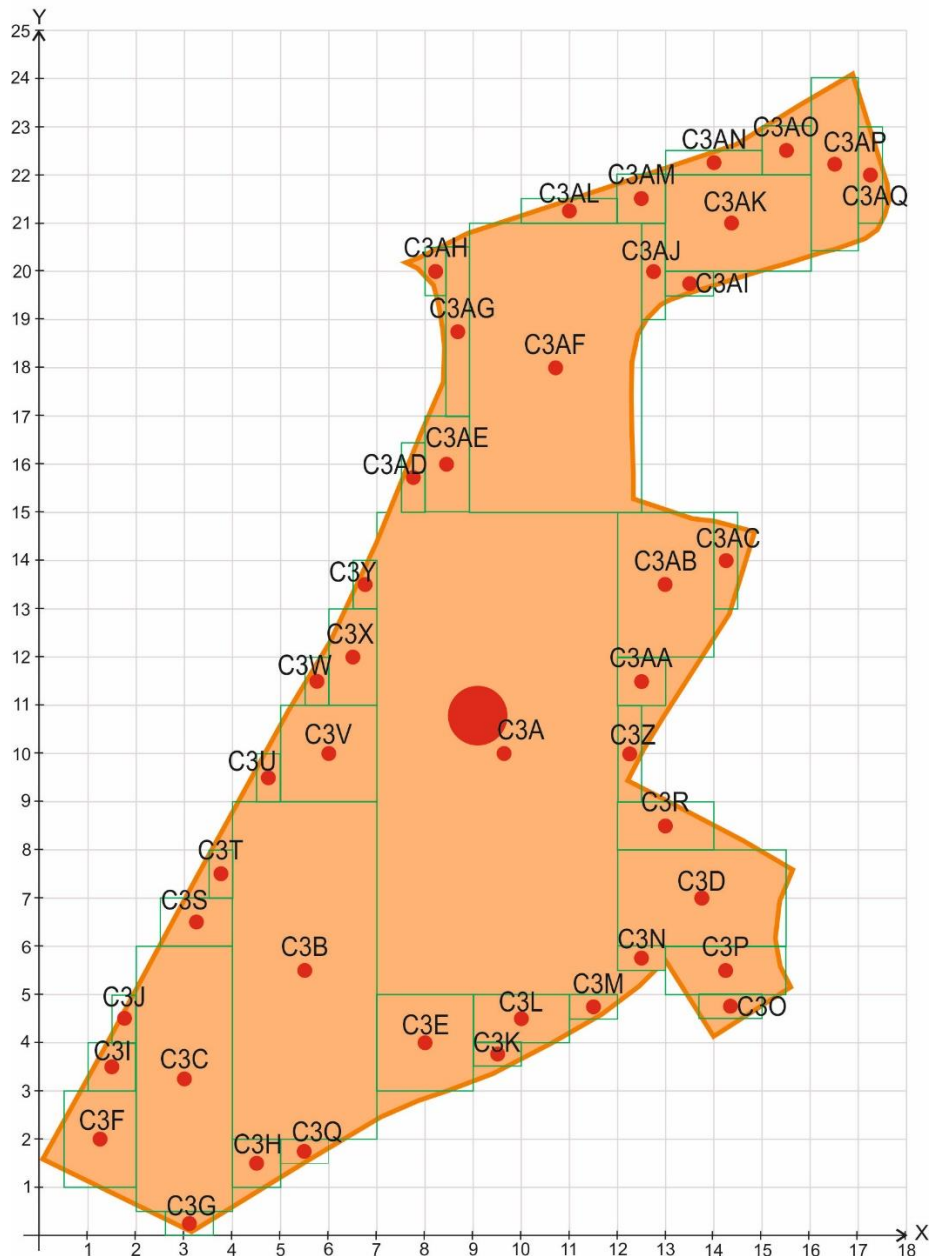 Y
25
24
23
22
21
20
19
18
17
16
15
14
13
12
11
10
9
8
7
6
5
4
3
2
1
C3AO
C3AN
C3AP
C3AM
C3AQ
C3AL
C3AK
C3AH
C3AJ
C3AI
C3AG
C3AF
C3AE
C3AD
C3AC
C3AB
C3Y
C3X
C3AA
C3W
C3A
C3Z
C3V
C3U
C3R
C3T
C3D
C3S
C3B
C3N
C3P
C3M
C3J
C3L
C3O
C3E
C3I
C3C
C3K
C3F
C3H
C3Q
C3G
1 2 3 4 5 6 7 8 9 10 11 12 13 14 15 16 17 18
X